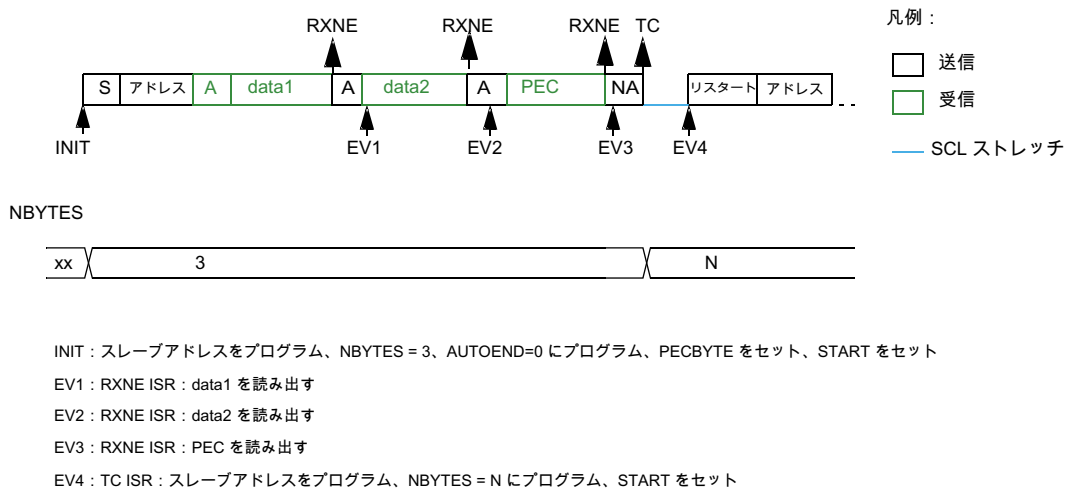 RXNE RXNE RXNE TC
凡例：
S アドレス A data1 A data2 A PEC NA リスタート アドレス
送信
受信
INIT EV1 EV2 EV3 EV4
SCL ストレッチ
NBYTES
xx 3 N
INIT：スレーブアドレスをプログラム、NBYTES = 3、AUTOEND=0 にプログラム、PECBYTE をセット、START をセット
EV1：RXNE ISR：data1 を読み出す
EV2：RXNE ISR：data2 を読み出す
EV3：RXNE ISR：PEC を読み出す
EV4：TC ISR：スレーブアドレスをプログラム、NBYTES = N にプログラム、START をセット